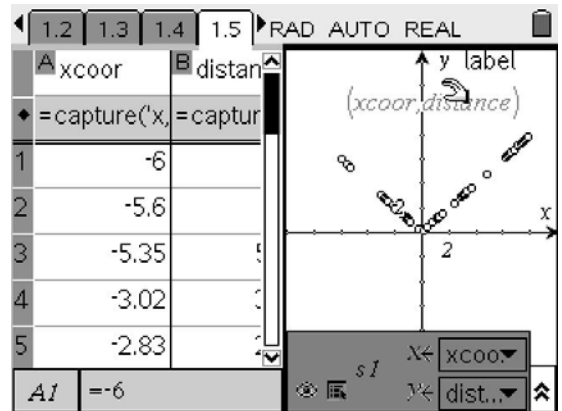 1.2 1.3 1.4 1.5 RAD AUTO REAL
A xcoor B distan
=capture('x, =captur
1 -6
2 -5.6
3 -5.35
4 -3.02
5 -2.83
A1 =-6
y label
(xcoor,distance)
2
x
2
s1
x← xcoo...
y← dist...